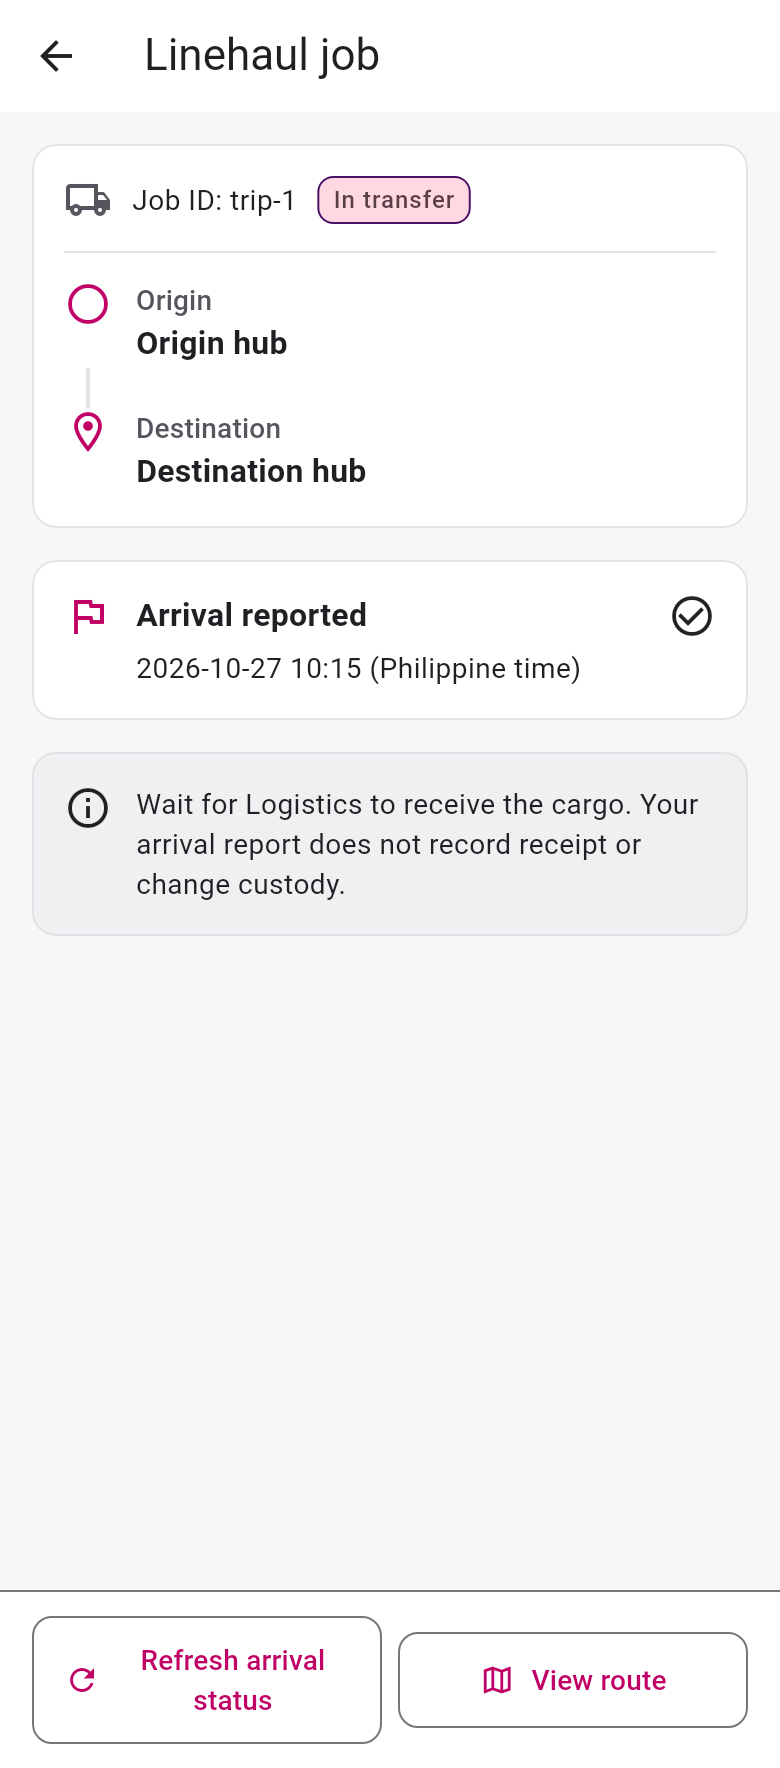 Linehaul job
Job ID: trip-1 In transfer
Origin
Origin hub
Destination
Destination hub
Arrival reported
2026-10-27 10:15 (Philippine time)
Wait for Logistics to receive the cargo. Your
arrival report does not record receipt or
change custody.
Refresh arrival
status
View route